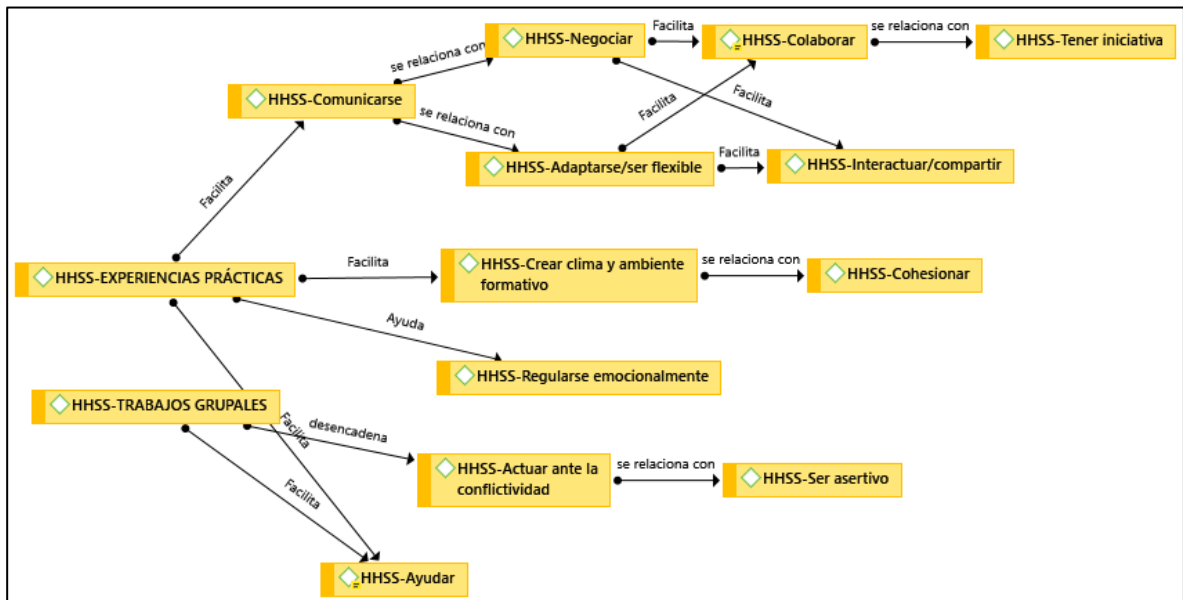 Facilita
se relaciona con
HHSS-Negociar
HHSS-Colaborar
HHSS-Tener iniciativa
se relaciona con
HHSS-Comunicarse
Facilita
Facilita
se relaciona con
HHSS-Adaptarse/ser flexible
Facilita
HHSS-Interactuar/compartir
Facilita
HHSS-EXPERIENCIAS PRÁCTICAS
Facilita
HHSS-Crear clima y ambiente
formativo
se relaciona con
HHSS-Cohesionar
Ayuda
HHSS-Regularse emocionalmente
HHSS-TRABAJOS GRUPALES
Facilita
desencadena
HHSS-Actuar ante la
conflictividad
se relaciona con
HHSS-Ser asertivo
Facilita
HHSS-Ayudar